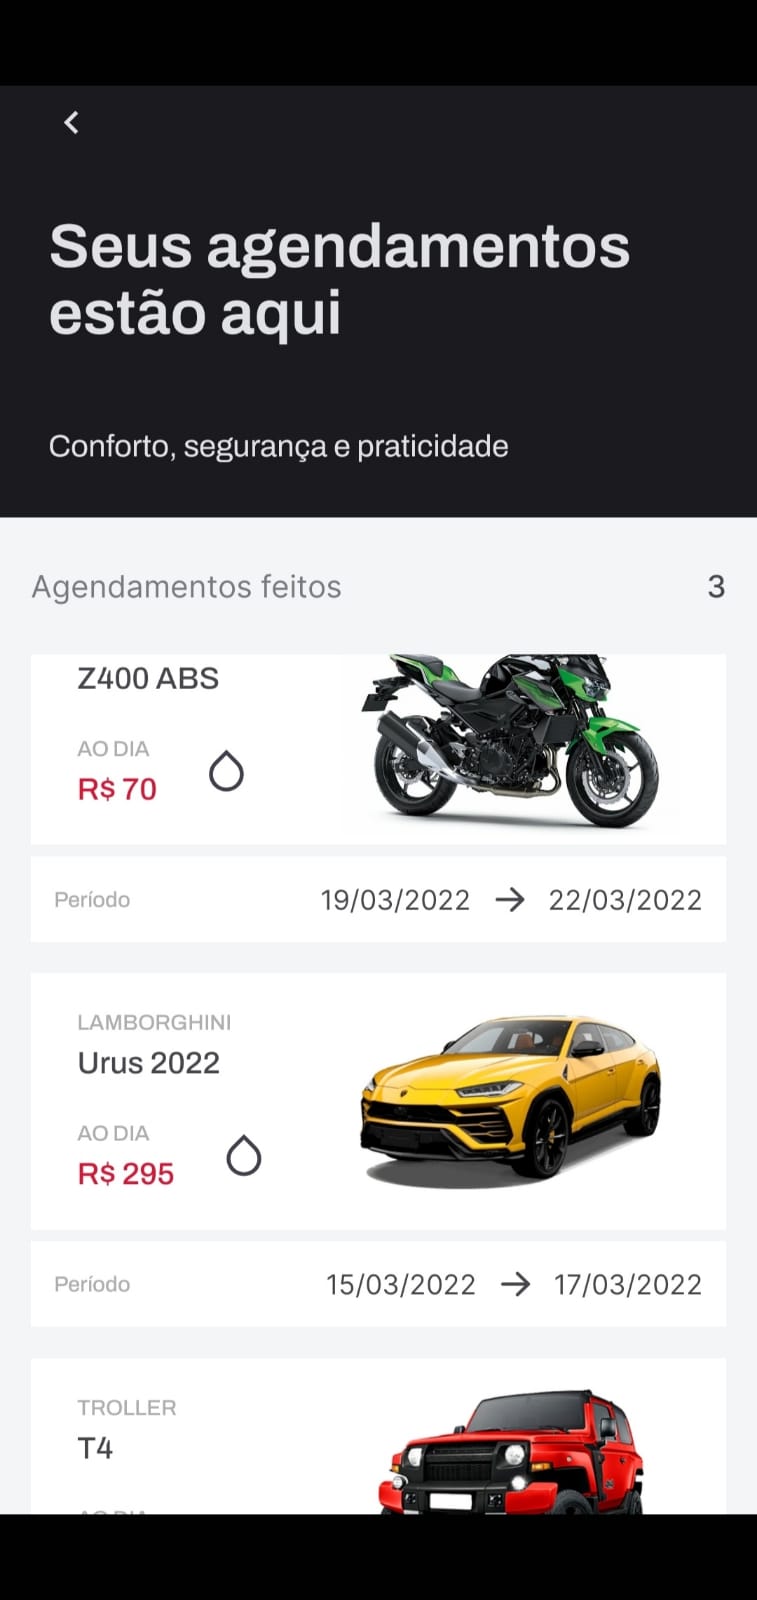 Seus agendamentos
estão aqui
Conforto, segurança e praticidade
Agendamentos feitos 3
Z400 ABS
AO DIA
R$ 70
Período 19/03/2022 → 22/03/2022
LAMBORGHINI
Urus 2022
AO DIA
R$ 295
Período 15/03/2022 → 17/03/2022
TROLLER
T4